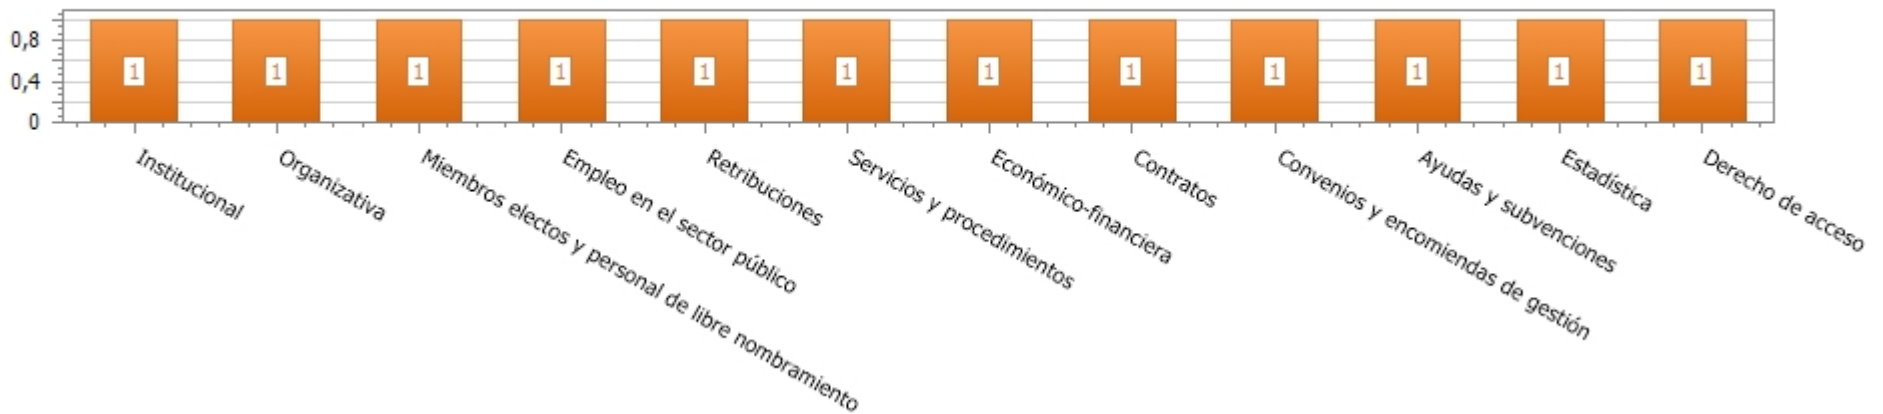 0,8
0,4
0
1 1 1 1 1 1 1 1 1 1 1 1
Institucional
Organizativa
Miembros electos y personal de libre nombramiento
Empleo en el sector público
Retribuciones
Servicios y procedimientos
Económico-financiera
Contratos
Convenios y encomiendas de gestión
Ayudas y subvenciones
Estadística
Derecho de acceso